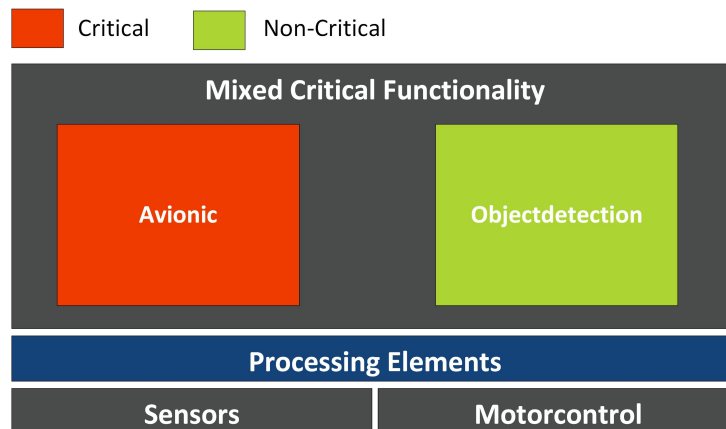 Critical
Non-Critical
Mixed Critical Functionality
Avionic
Objectdetection
Processing Elements
Sensors
Motorcontrol